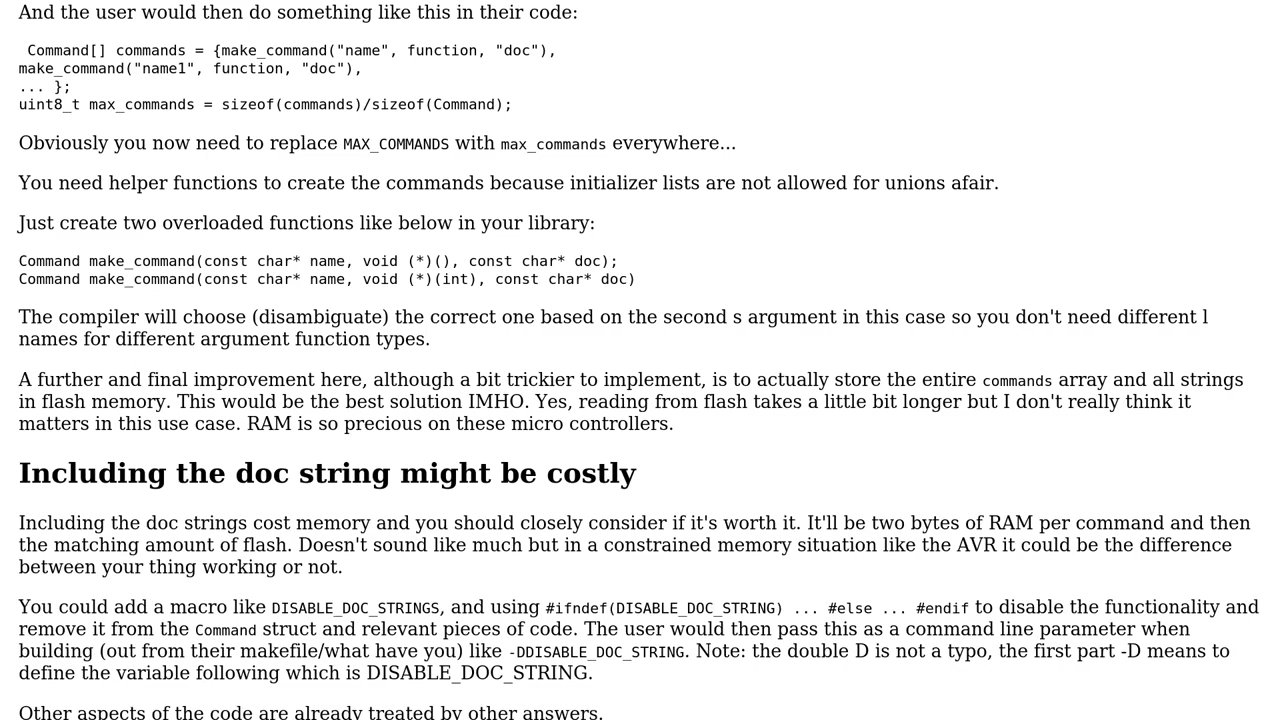 And the user would then do something like this in their code:
Command[] commands = {make_command("name", function, "doc"),
make_command("name1", function, "doc"),
... };
uint8_t max_commands = sizeof(commands)/sizeof(Command);
Obviously you now need to replace MAX_COMMANDS with max_commands everywhere...
You need helper functions to create the commands because initializer lists are not allowed for unions afair.
Just create two overloaded functions like below in your library:
Command make_command(const char* name, void (*)(), const char* doc);
Command make_command(const char* name, void (*)(int), const char* doc)
The compiler will choose (disambiguate) the correct one based on the second s argument in this case so you don't need different l
names for different argument function types.
A further and final improvement here, although a bit trickier to implement, is to actually store the entire commands array and all strings
in flash memory. This would be the best solution IMHO. Yes, reading from flash takes a little bit longer but I don't really think it
matters in this use case. RAM is so precious on these micro controllers.
Including the doc string might be costly
Including the doc strings cost memory and you should closely consider if it's worth it. It'll be two bytes of RAM per command and then
the matching amount of flash. Doesn't sound like much but in a constrained memory situation like the AVR it could be the difference
between your thing working or not.
You could add a macro like DISABLE_DOC_STRINGS, and using #ifndef(DISABLE_DOC_STRING) ... #else ... #endif to disable the functionality and
remove it from the Command struct and relevant pieces of code. The user would then pass this as a command line parameter when
building (out from their makefile/what have you) like -DDISABLE_DOC_STRING. Note: the double D is not a typo, the first part -D means to
define the variable following which is DISABLE_DOC_STRING.
Other aspects of the code are already treated by other answers.